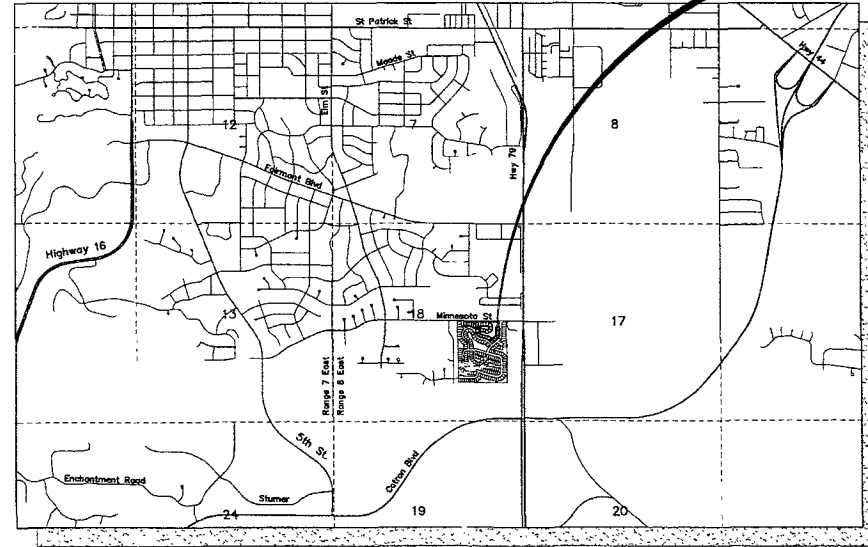 St Patrick St
Meade St
Hwy 44
Elm St
12
7
8
Hwy 79
Fairmont Blvd
Highway 16
13
18
Minnesota St
17
Range 7 East
Range 8 East
5th St.
Catron Blvd
Enchantment Road
Stumer
24
19
20